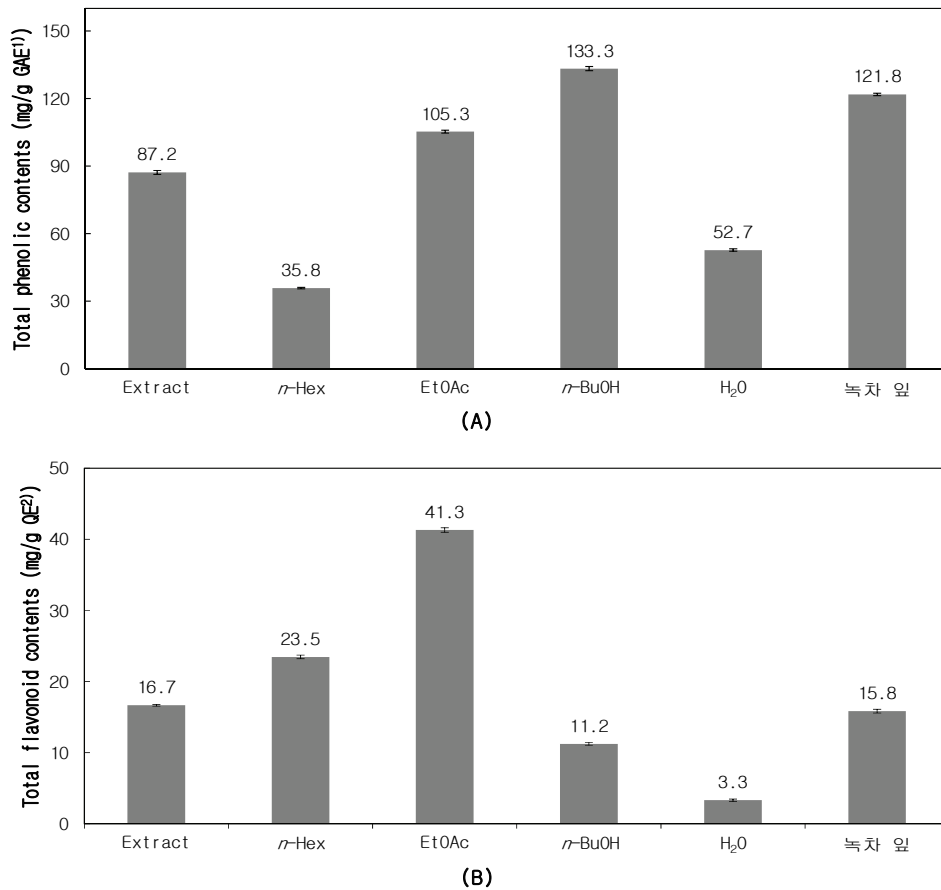 Total phenolic contents (mg/g GAE¹⁾)
150
120
90
60
30
0
87.2
35.8
105.3
133.3
52.7
121.8
Extract
n-Hex
EtOAc
n-BuOH
H₂O
녹차 잎
(A)
Total flavonoid contents (mg/g QE²⁾)
50
40
30
20
10
0
16.7
23.5
41.3
11.2
3.3
15.8
Extract
n-Hex
EtOAc
n-BuOH
H₂O
녹차 잎
(B)